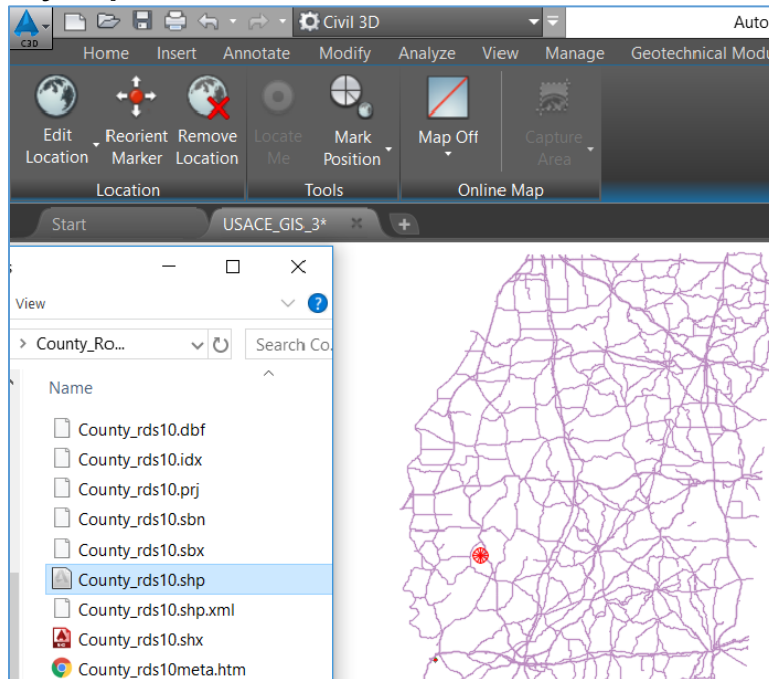 C3D
Civil 3D
Auto
Home Insert Annotate Modify Analyze View Manage Geotechnical Modu
Edit Location
Reorient Marker
Remove Location
Locate Me
Mark Position
Map Off
Capture Area
Location Tools Online Map
Start USACE_GIS_3*
View
> County_Ro... Search Co.
Name
County_rds10.dbf
County_rds10.idx
County_rds10.prj
County_rds10.sbn
County_rds10.sbx
County_rds10.shp
County_rds10.shp.xml
County_rds10.shx
County_rds10meta.htm